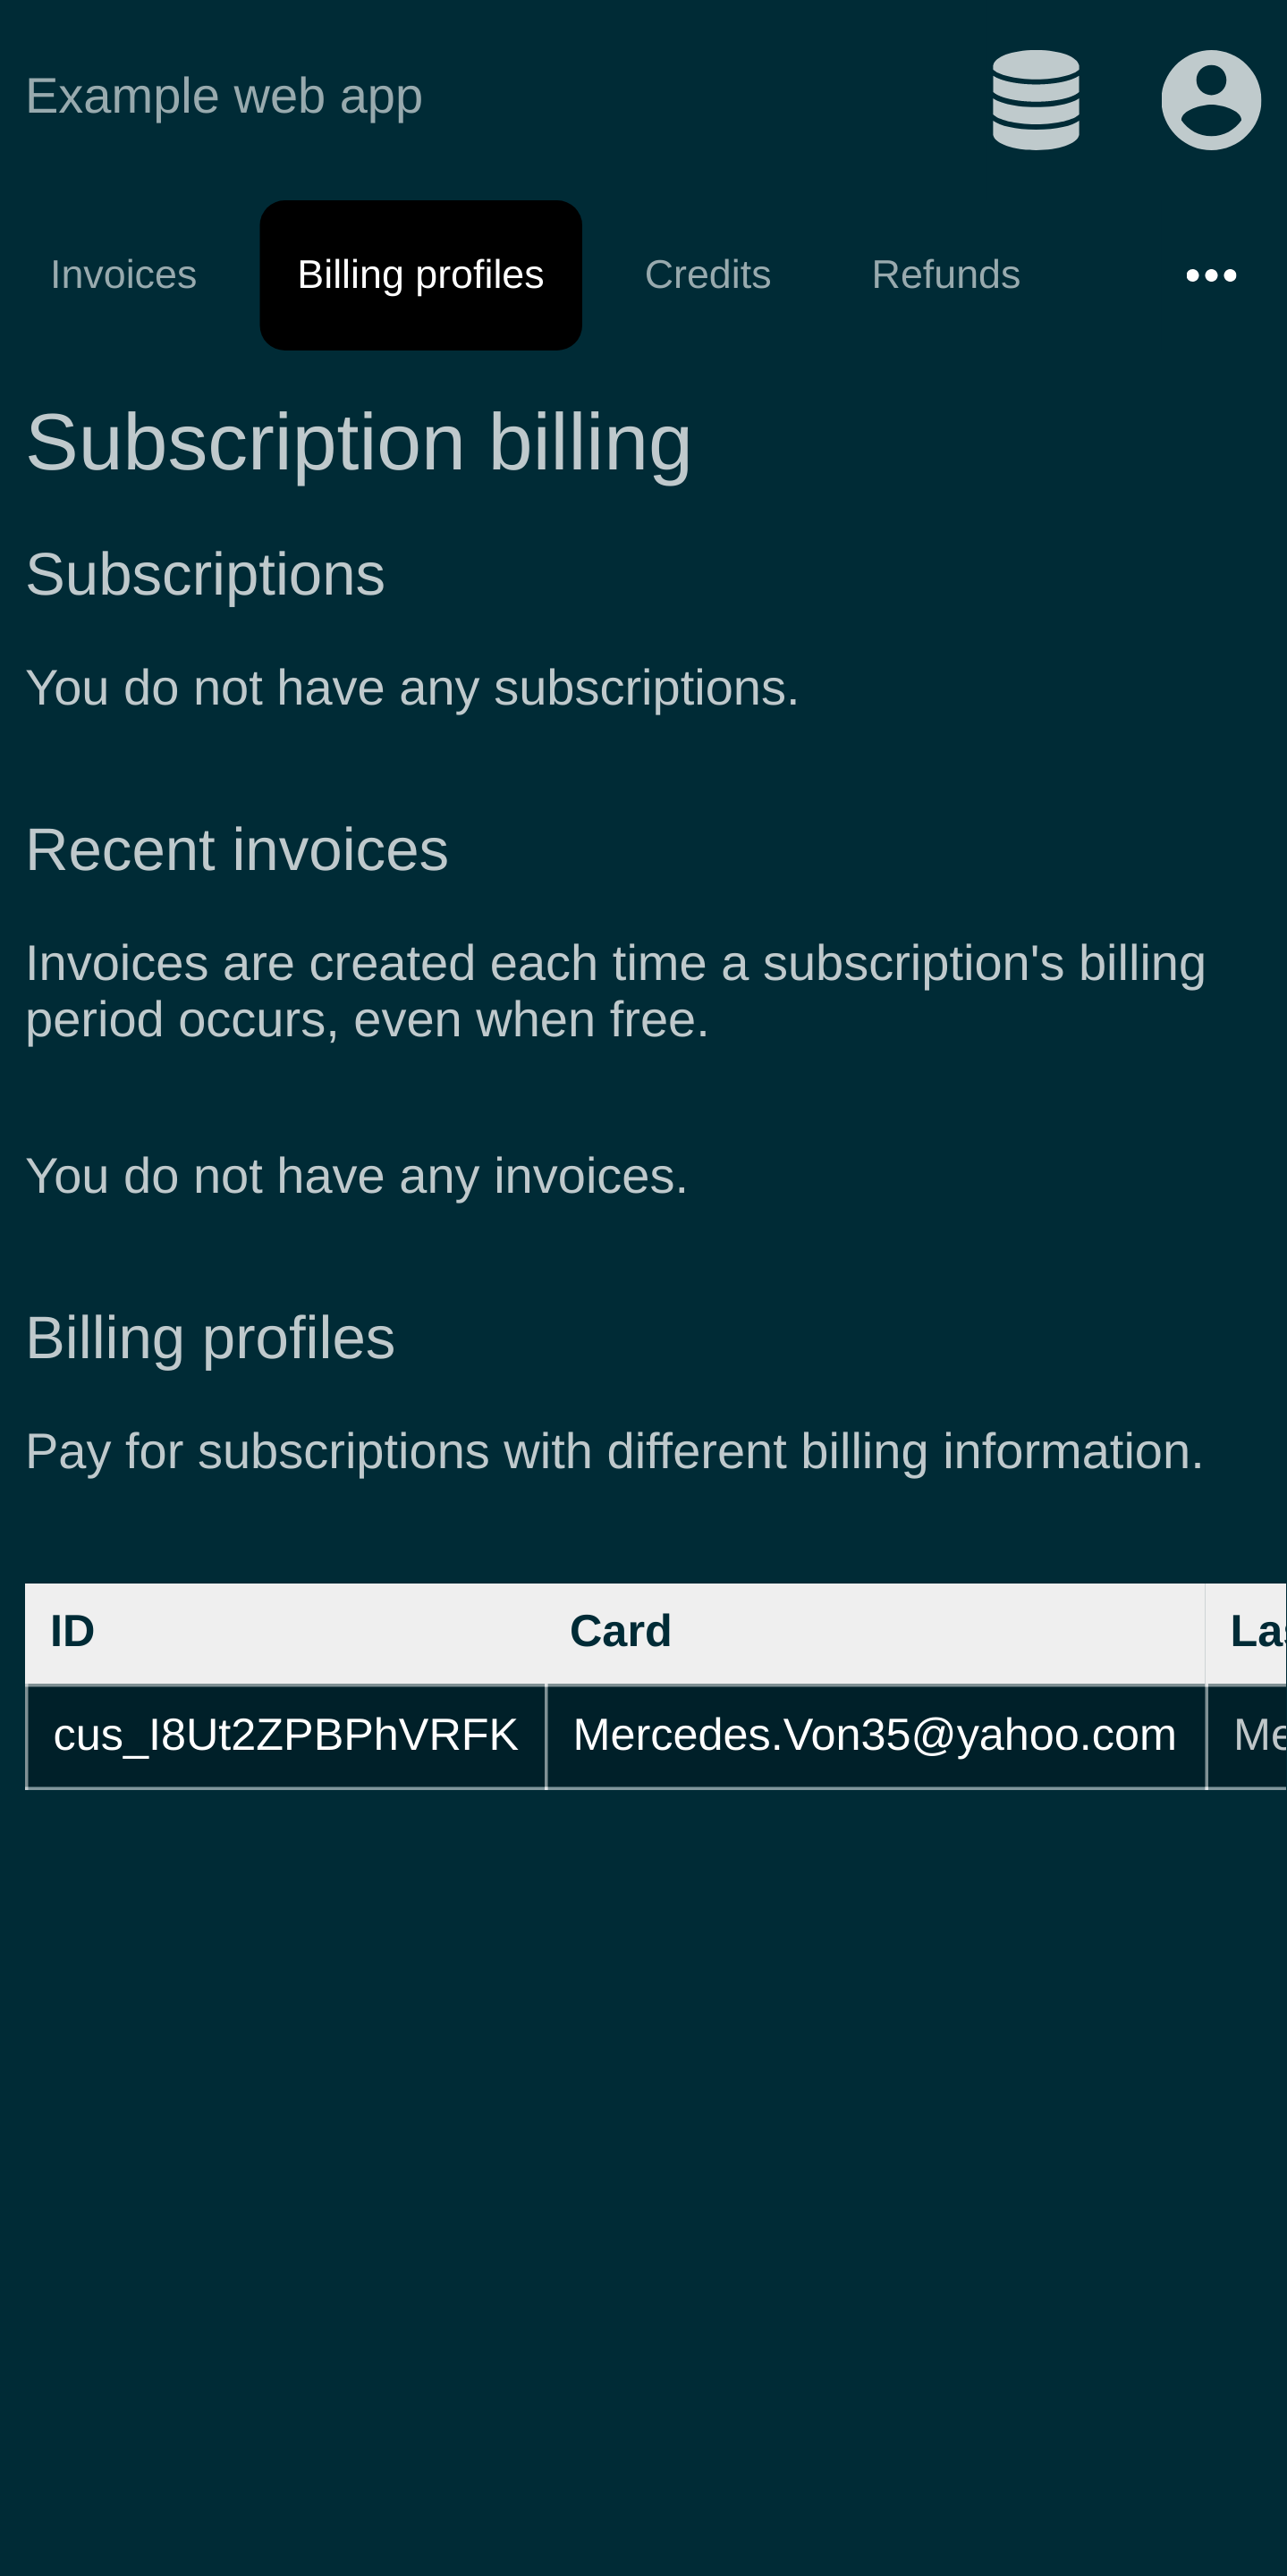 Example web app
Invoices Billing profiles Credits Refunds
Subscription billing
Subscriptions
You do not have any subscriptions.
Recent invoices
Invoices are created each time a subscription's billing
period occurs, even when free.
You do not have any invoices.
Billing profiles
Pay for subscriptions with different billing information.
ID Card
cus_I8Ut2ZPBPhVRFK Mercedes.Von35@yahoo.com